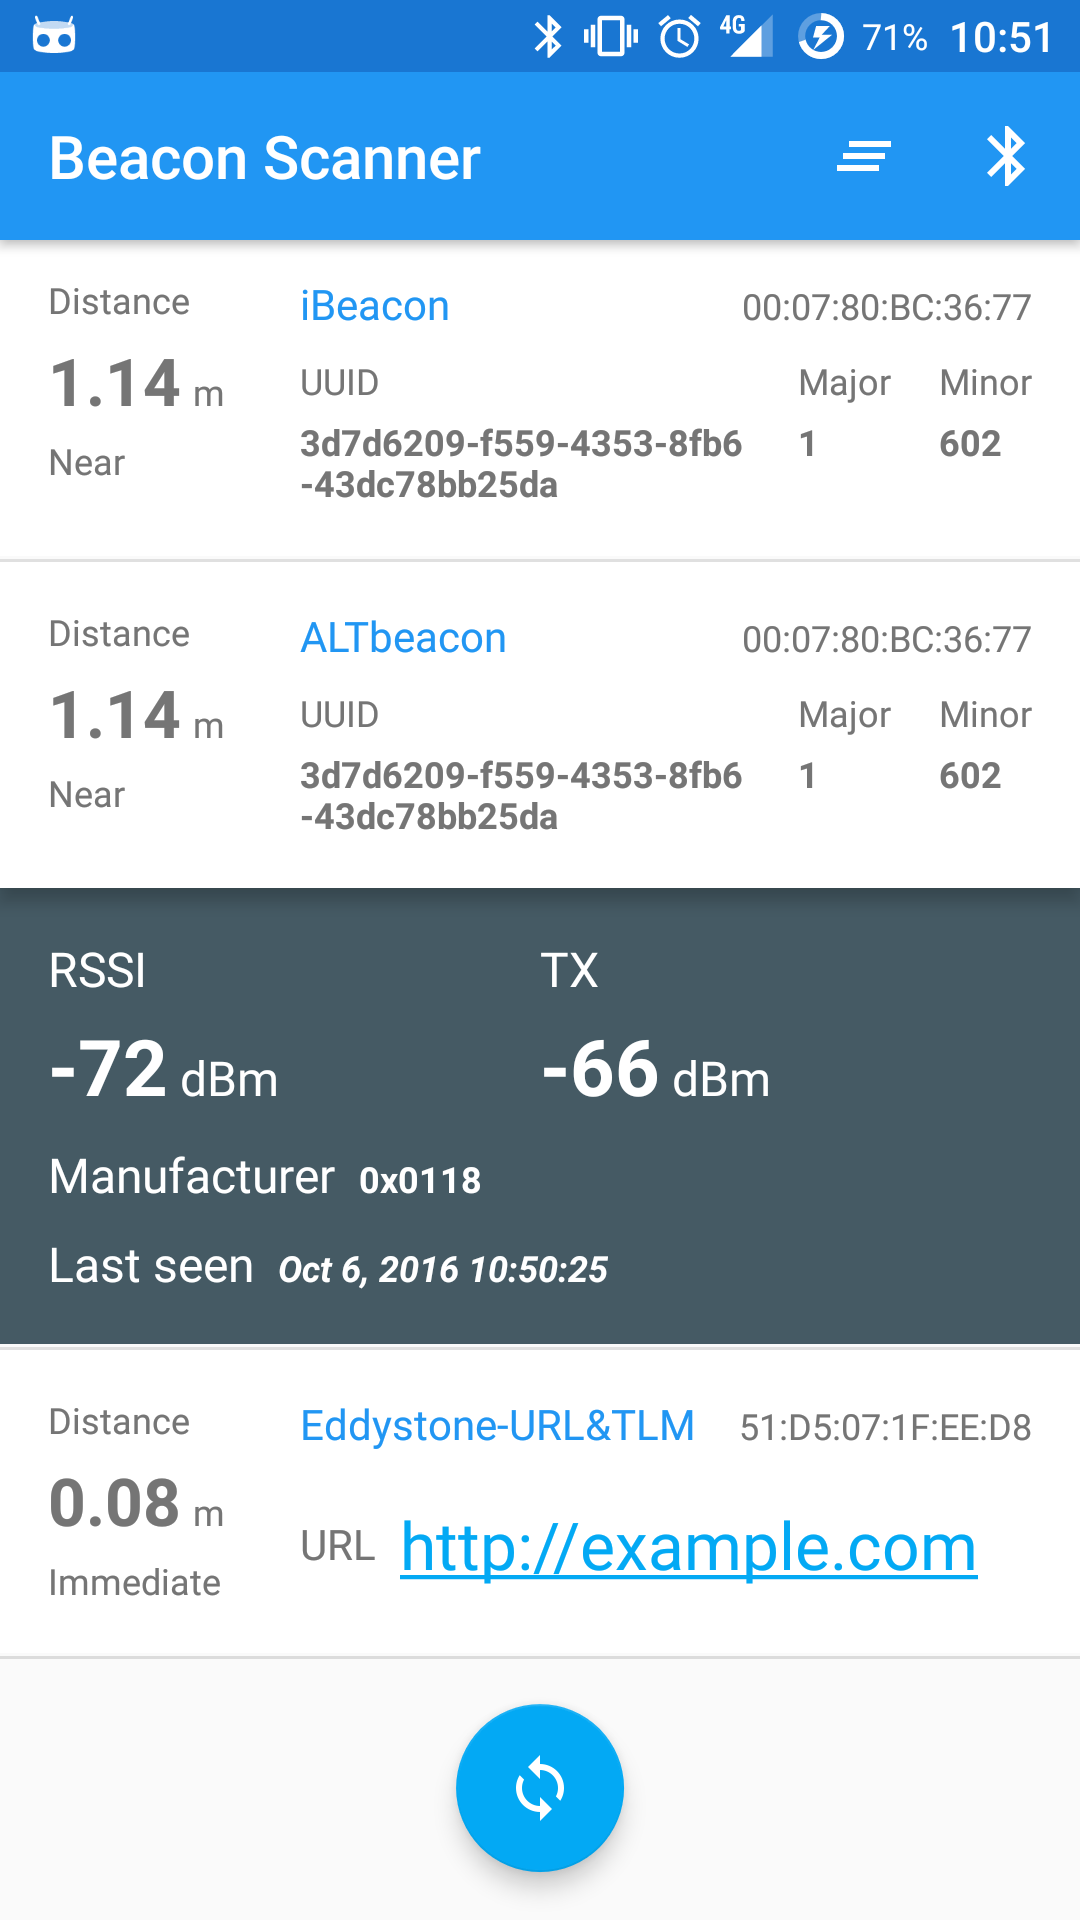 4G 71% 10:51
Beacon Scanner
Distance iBeacon 00:07:80:BC:36:77
1.14 m UUID Major Minor
Near 3d7d6209-f559-4353-8fb6 1 602
-43dc78bb25da
Distance ALTbeacon 00:07:80:BC:36:77
1.14 m UUID Major Minor
Near 3d7d6209-f559-4353-8fb6 1 602
-43dc78bb25da
RSSI TX
-72 dBm -66 dBm
Manufacturer 0x0118
Last seen Oct 6, 2016 10:50:25
Distance Eddystone-URL&TLM 51:D5:07:1F:EE:D8
0.08 m URL http://example.com
Immediate